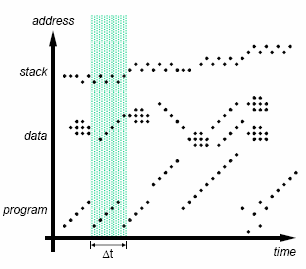 address
stack
data
program
Δt
time